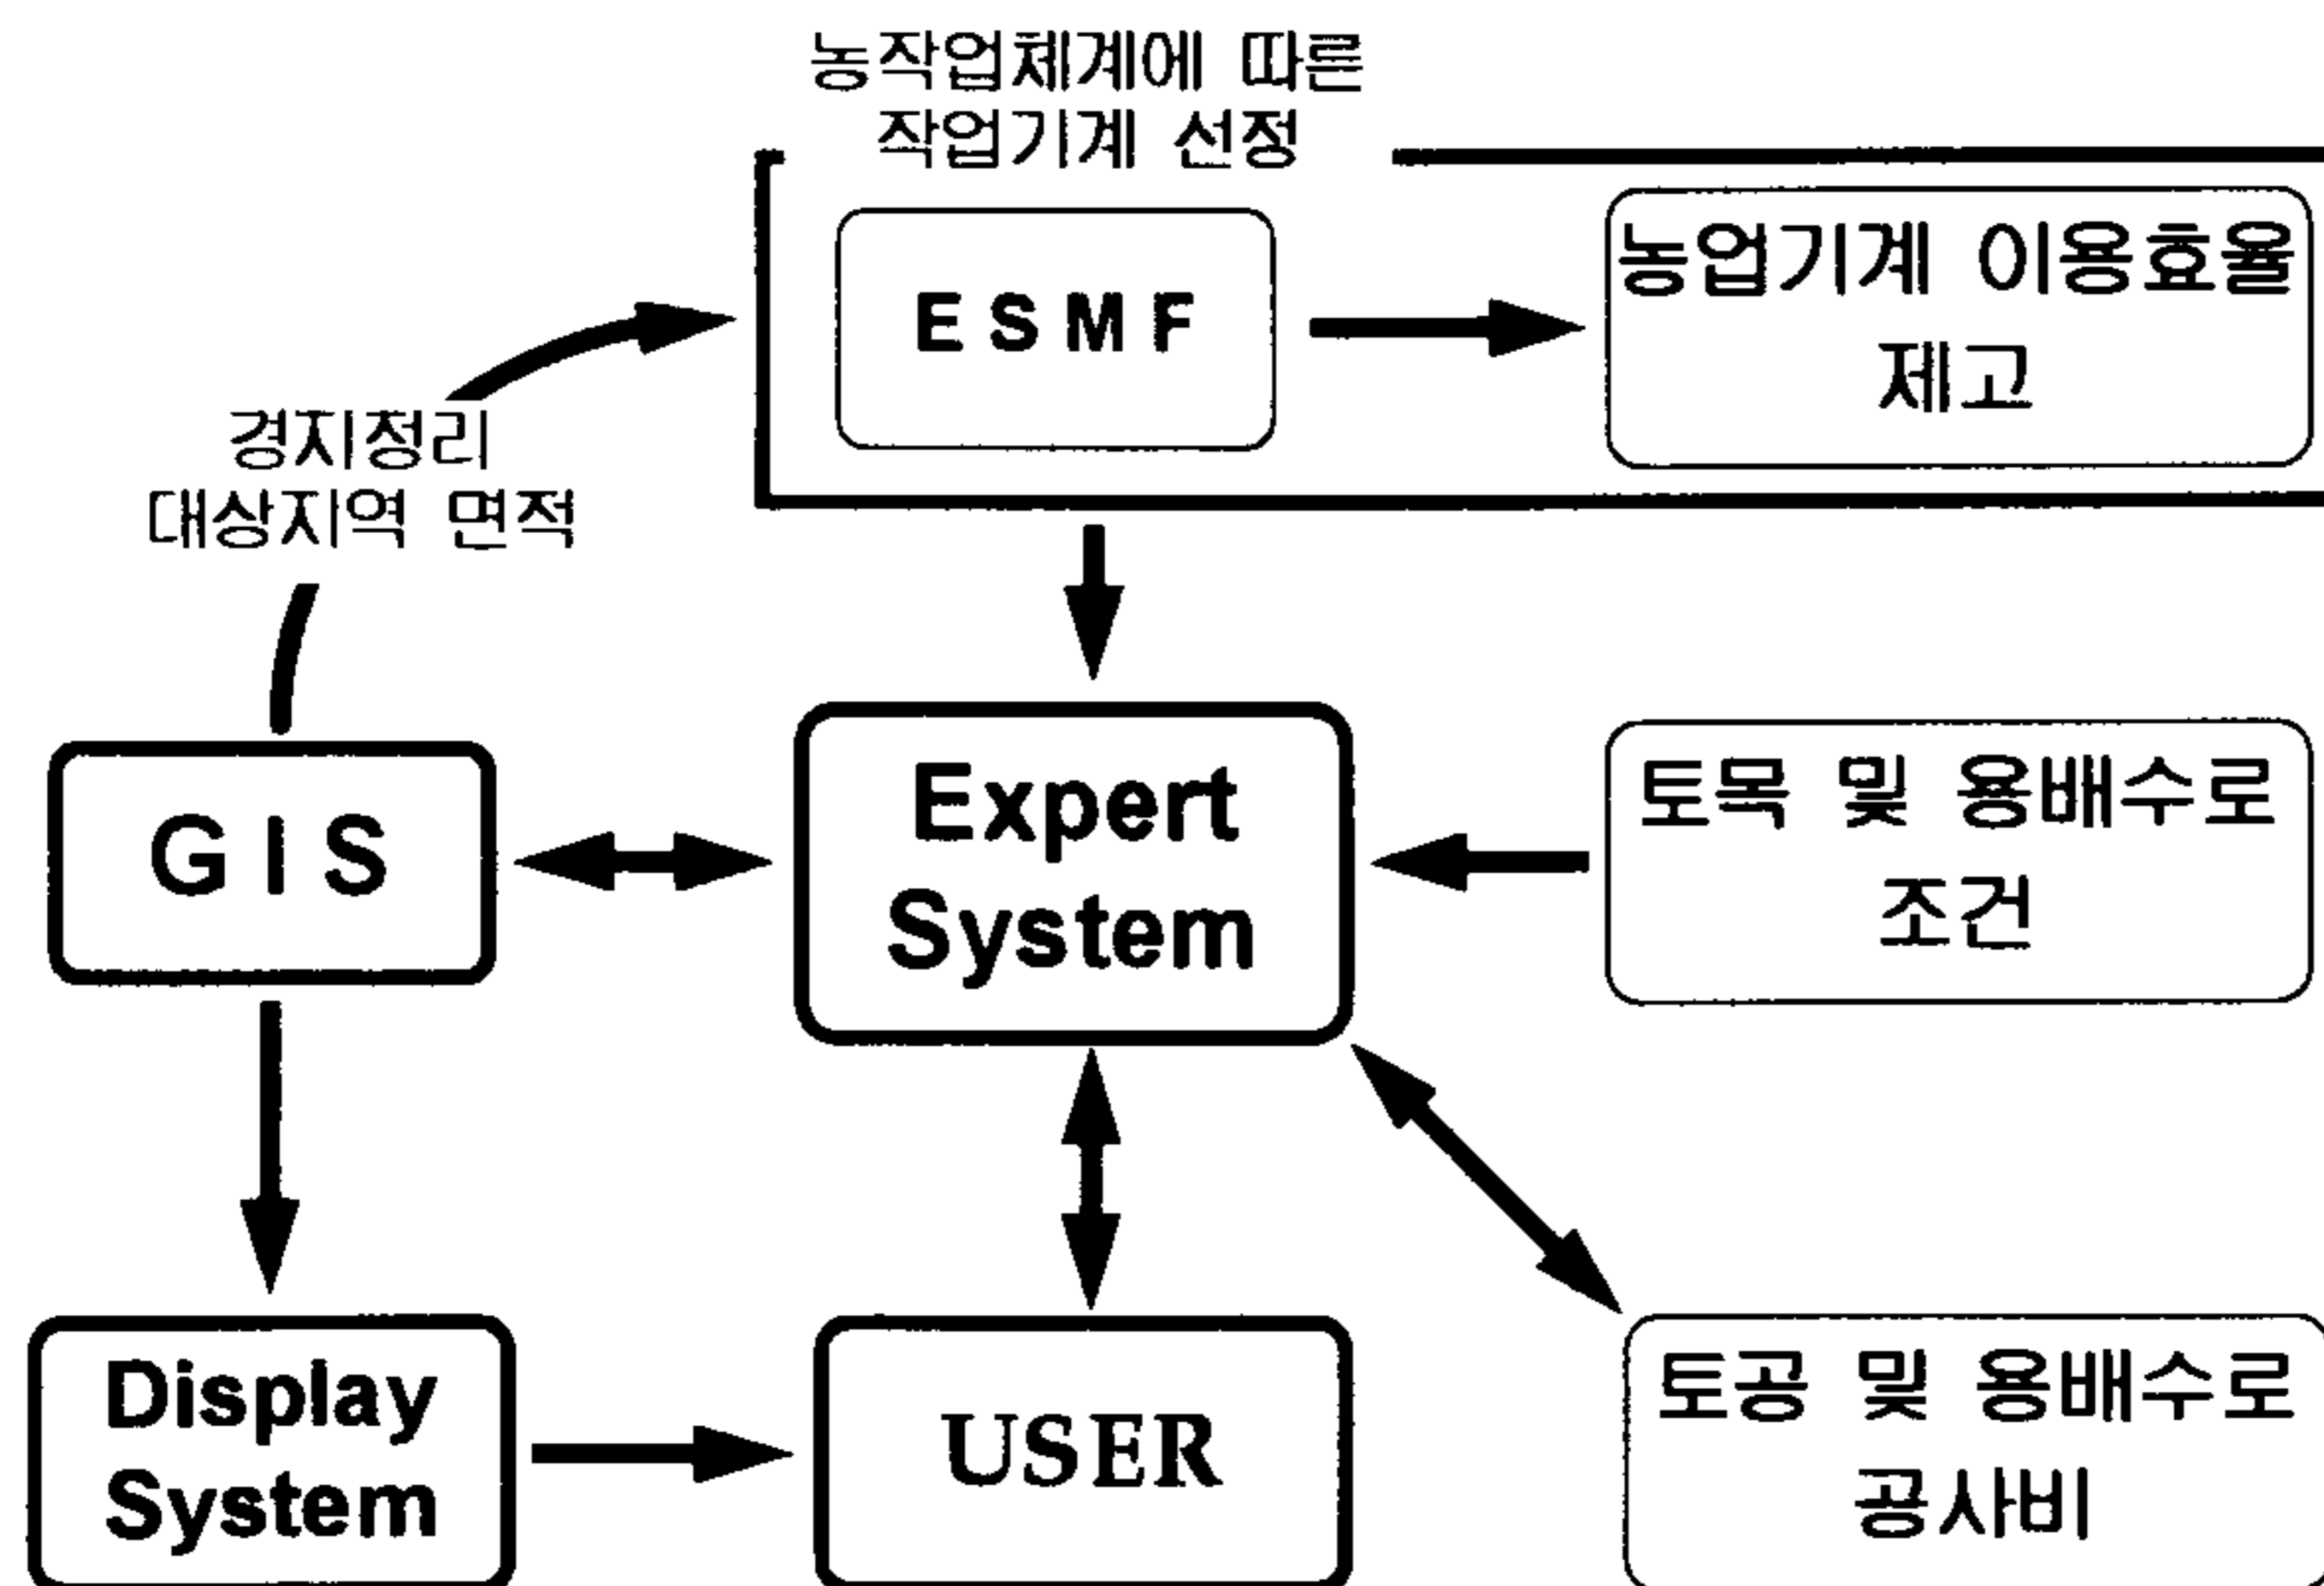 농작업체계에 따른
작업기계 선정
E S M F
농업기계 이용효율
제고
경지정리
대상지역 면적
G I S
Expert
System
토목 및 용배수로
조건
Display
System
USER
토공 및 용배수로
공사비